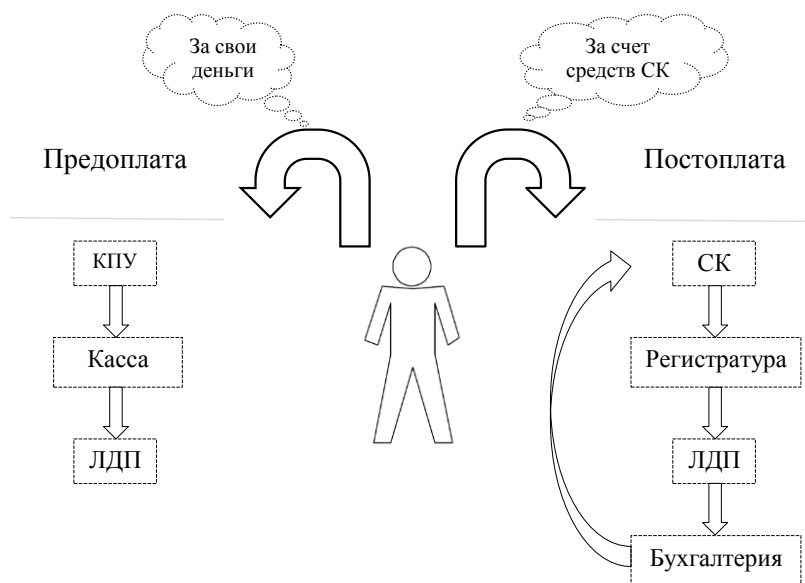 За свои
деньги
За счет
средств СК
Предоплата
Постоплата
КПУ
Касса
ЛДП
СК
Регистратура
ЛДП
Бухгалтерия